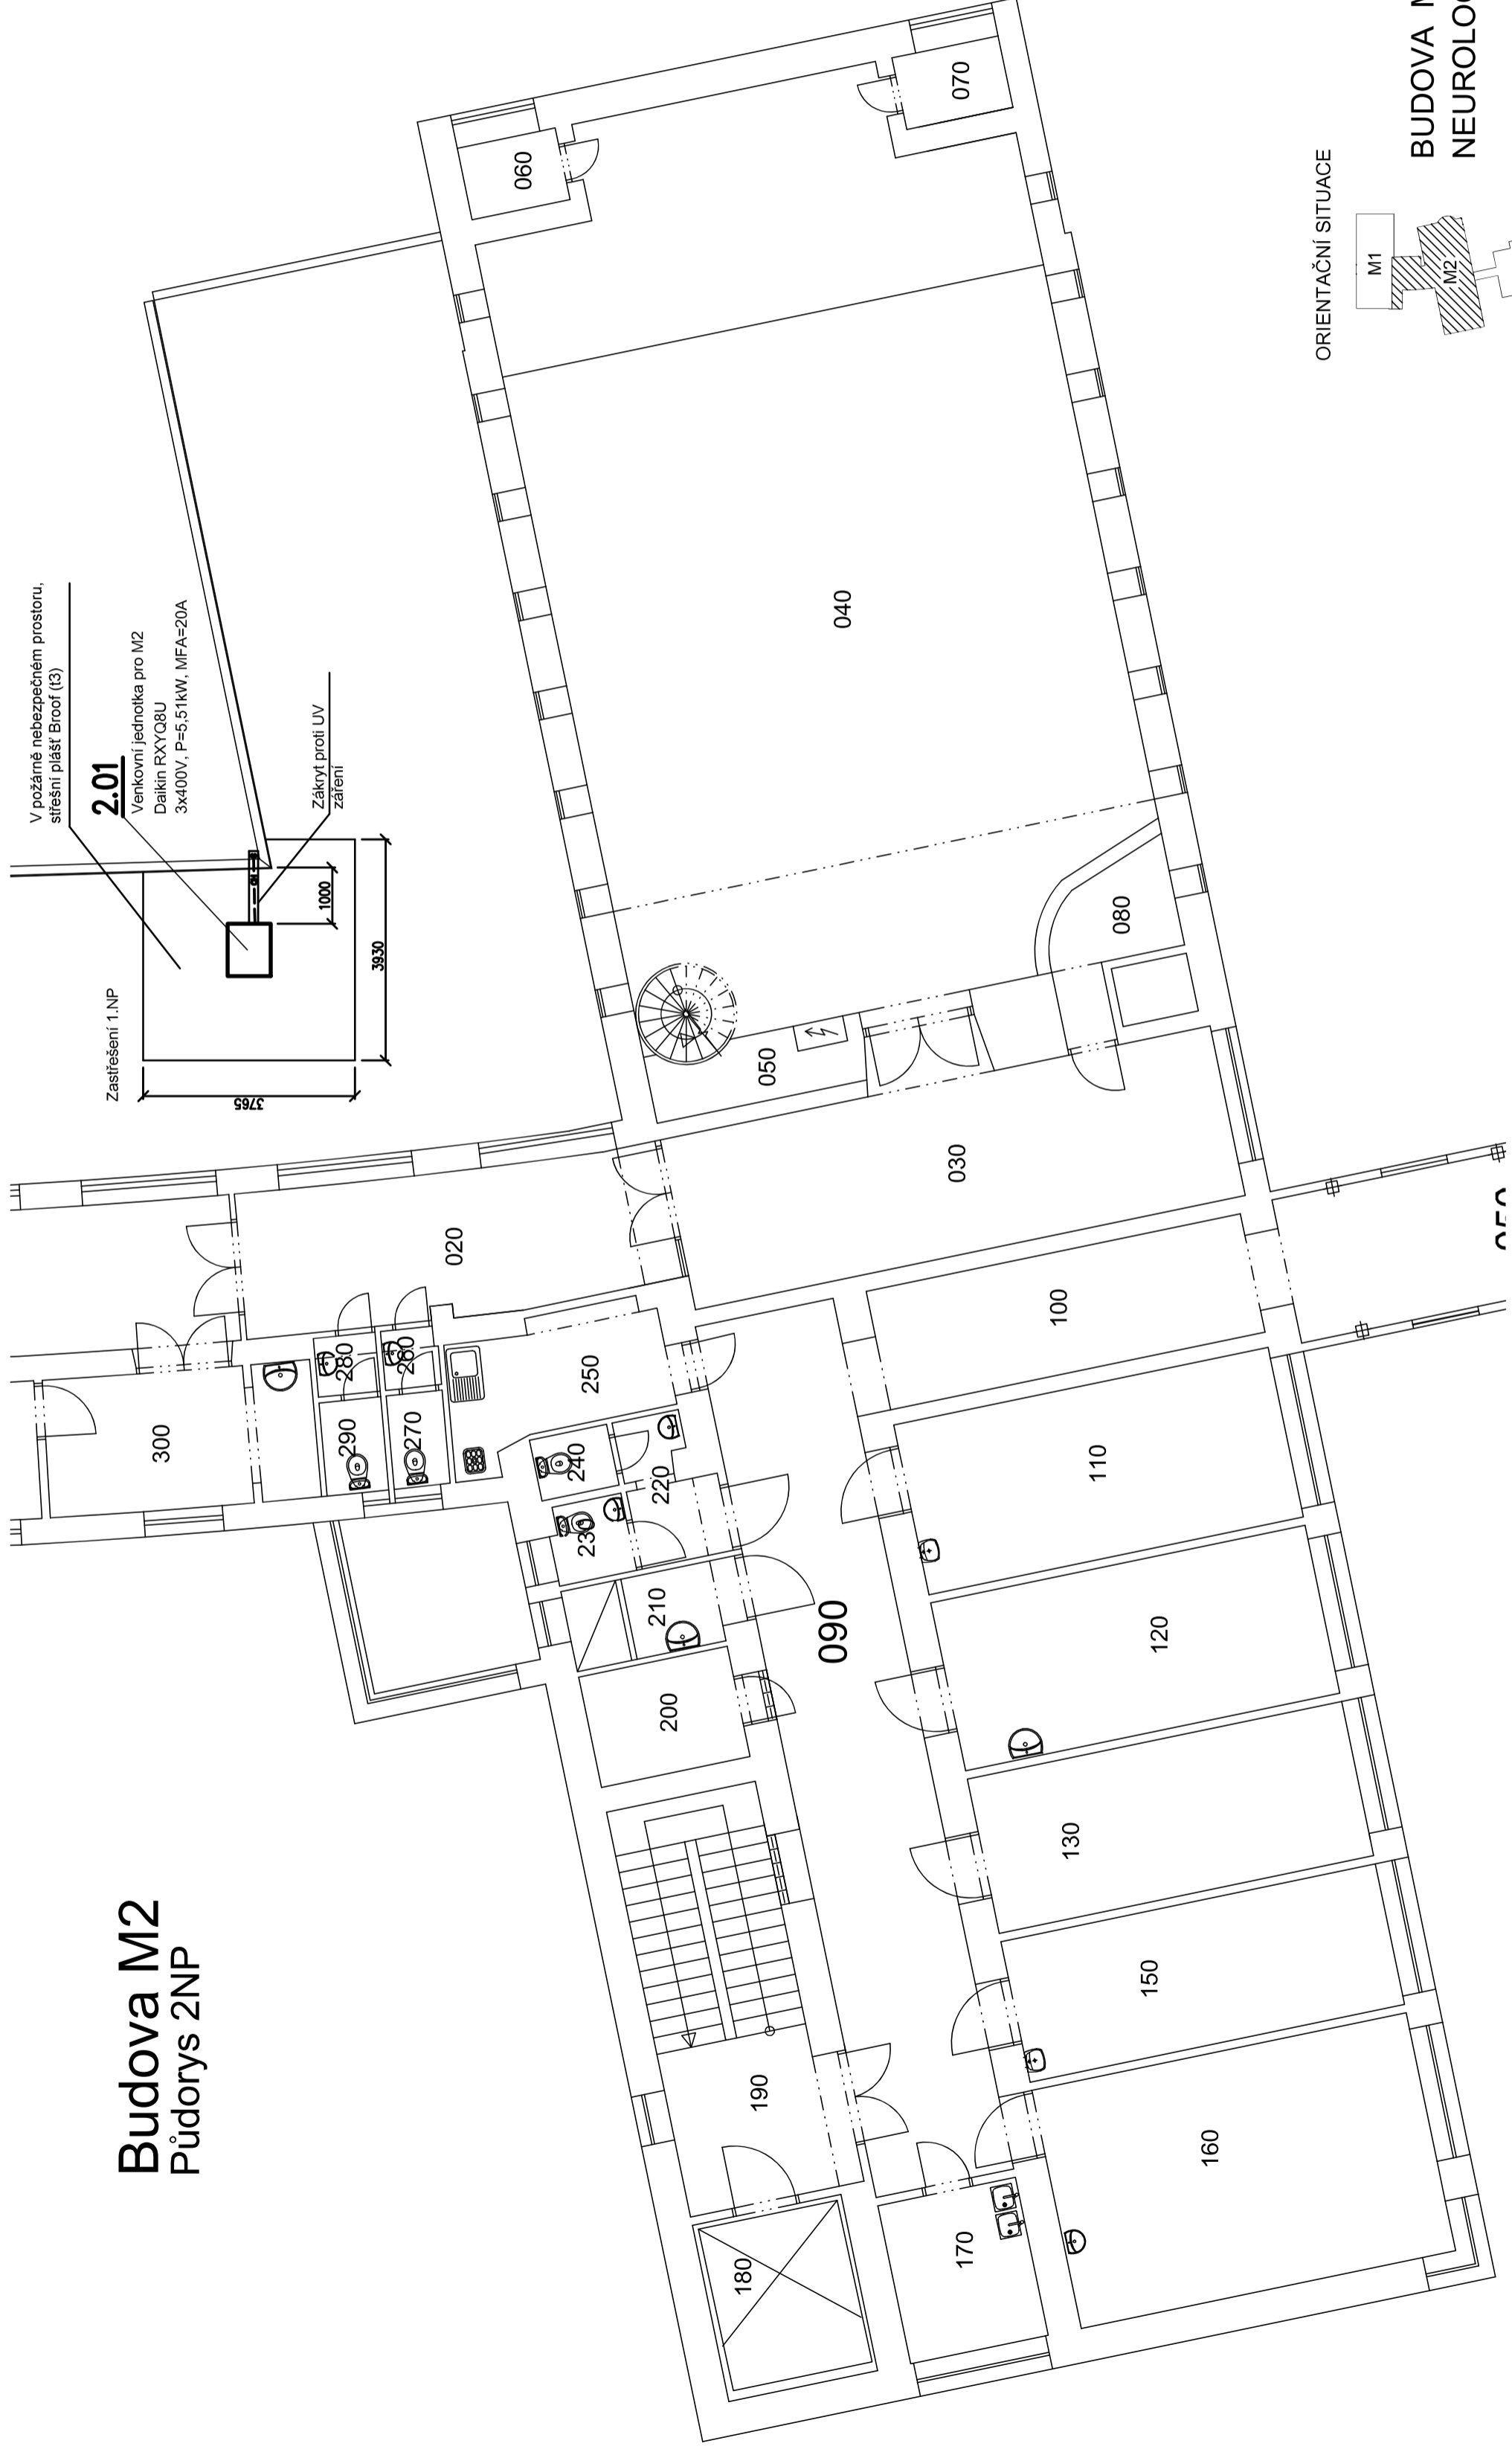 Budova M2
Půdorys 2NP
Zastřešení 1.NP
V požárně nebezpečném prostoru,
střešní plášť Broof (t3)
2.01
Venkovní jednotka pro M2
Daikin RXYQ8U
3x400V, P=5,51kW, MFA=20A
Zákryt proti UV
záření
1000
3930
3765
300
290
280
270
260
020
250
240
230
220
210
200
190
180
170
160
150
130
120
110
100
090
030
050
040
080
060
070
ORIENTAČNÍ SITUACE
M1
M2
BUDOVA